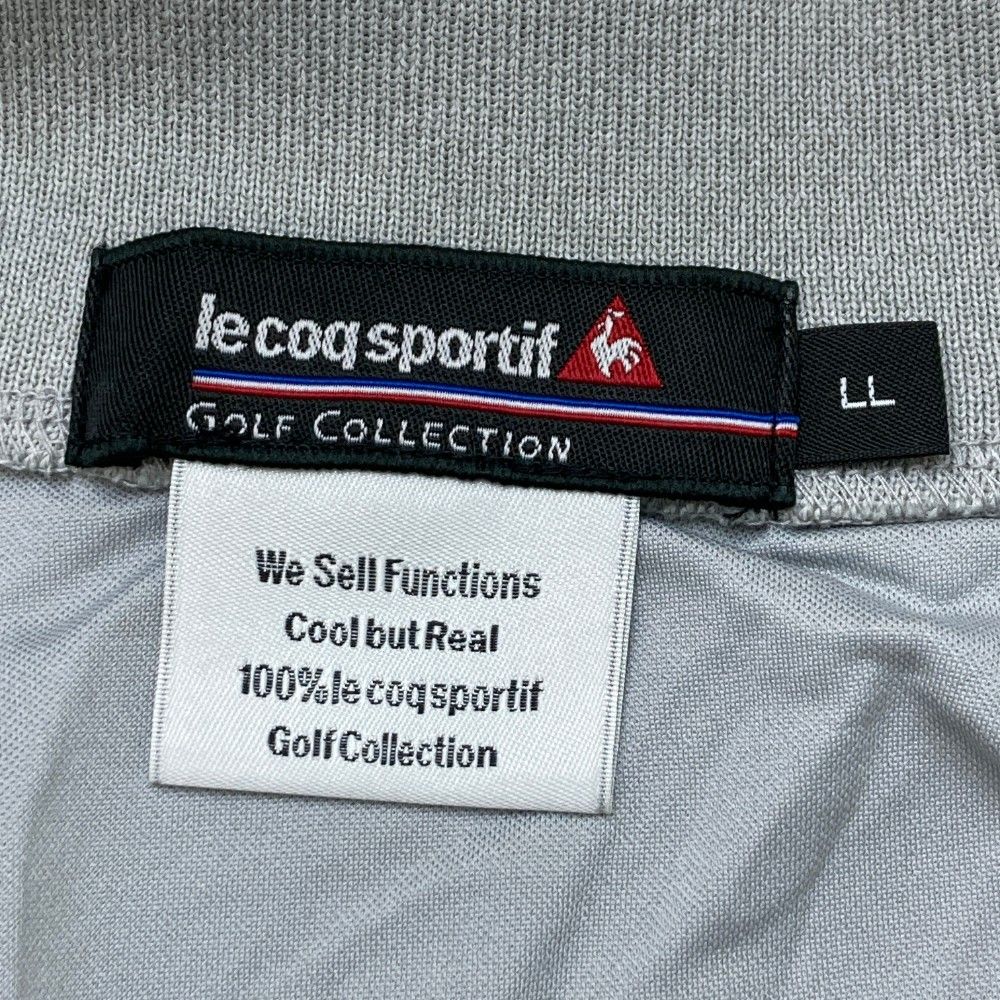 le coq sportif
GOLF COLLECTION
LL
We Sell Functions
Cool but Real
100% le coq sportif
Golf Collection